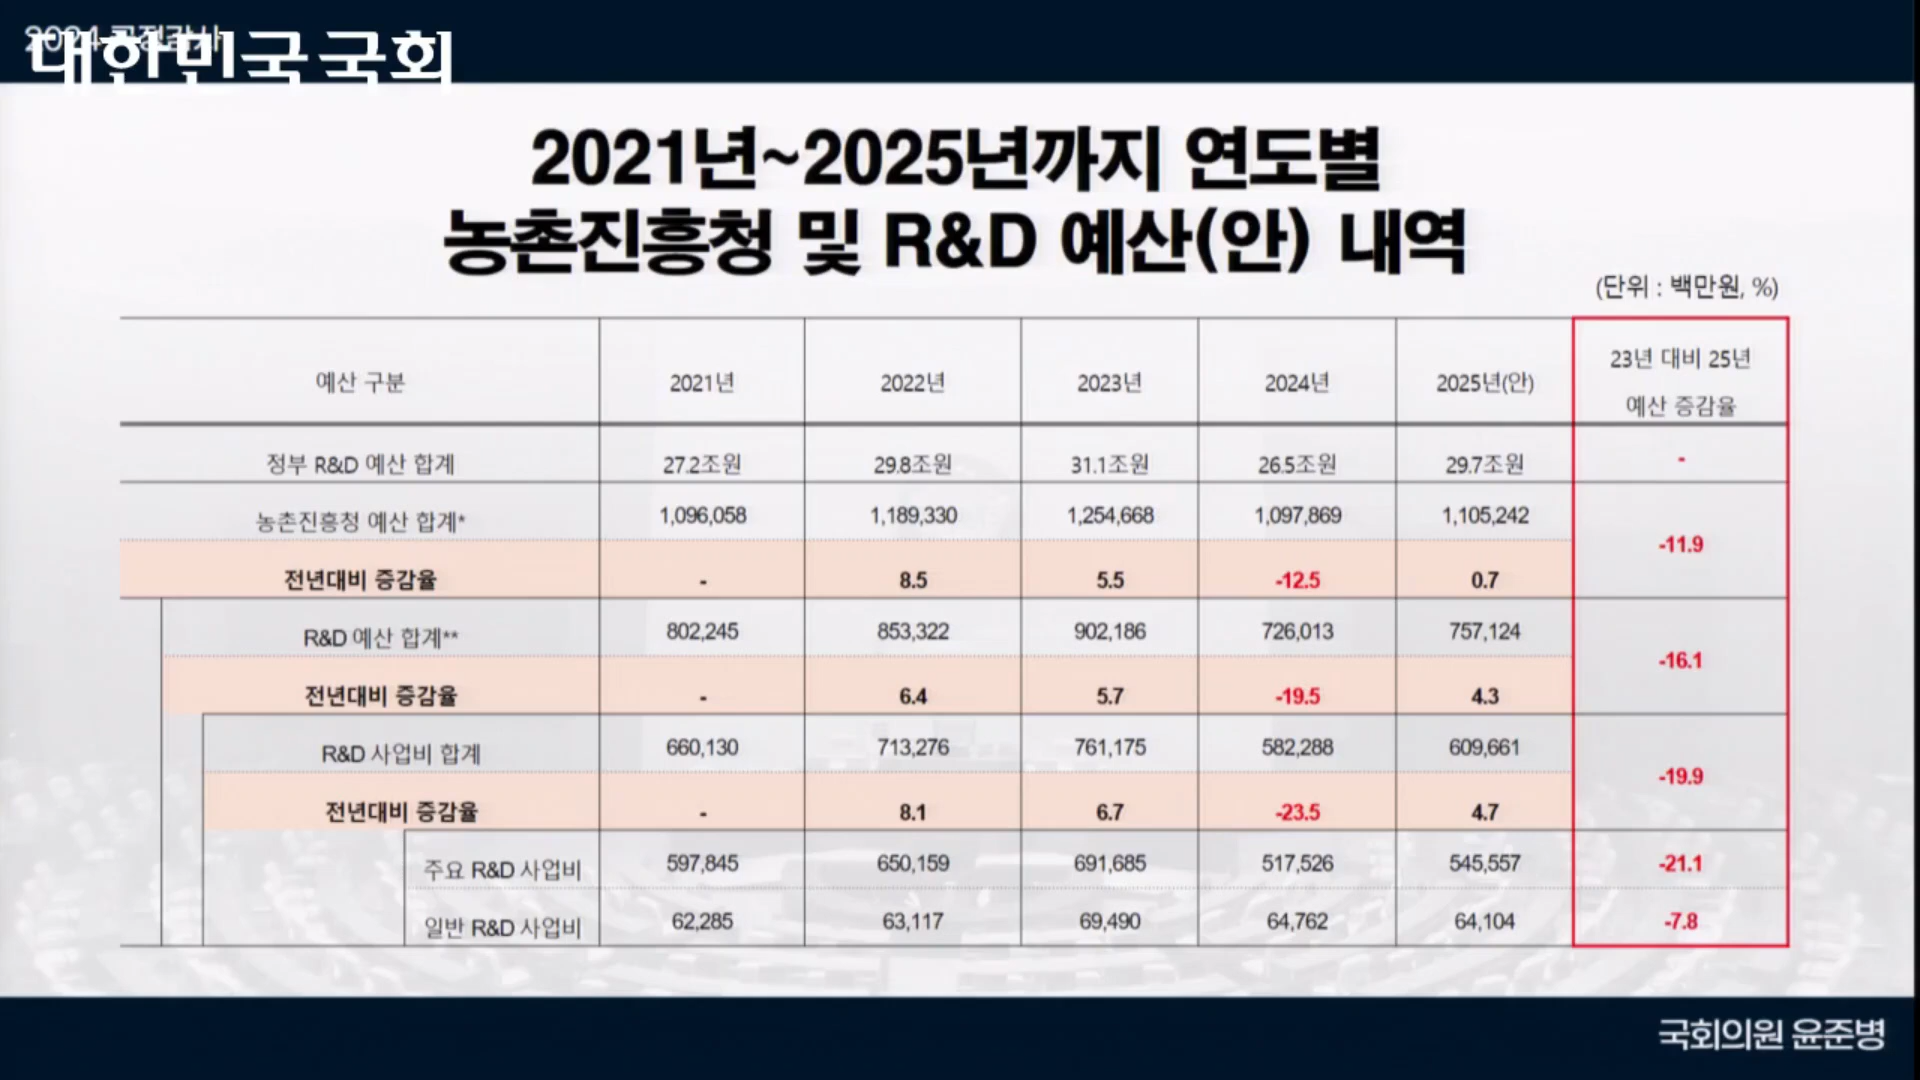 2024 국정감사
대한민국 국회
2021년~2025년까지 연도별
농촌진흥청 및 R&D 예산(안) 내역
(단위 : 백만원, %)
예산 구분 2021년 2022년 2023년 2024년 2025년(안) 23년 대비 25년 예산 증감율
정부 R&D 예산 합계 27.2조원 29.8조원 31.1조원 26.5조원 29.7조원 -
농촌진흥청 예산 합계* 1,096,058 1,189,330 1,254,668 1,097,869 1,105,242 -11.9
전년대비 증감율 - 8.5 5.5 -12.5 0.7
R&D 예산 합계** 802,245 853,322 902,186 726,013 757,124 -16.1
전년대비 증감율 - 6.4 5.7 -19.5 4.3
R&D 사업비 합계 660,130 713,276 761,175 582,288 609,661 -19.9
전년대비 증감율 - 8.1 6.7 -23.5 4.7
주요 R&D 사업비 597,845 650,159 691,685 517,526 545,557 -21.1
일반 R&D 사업비 62,285 63,117 69,490 64,762 64,104 -7.8
국회의원 윤준병